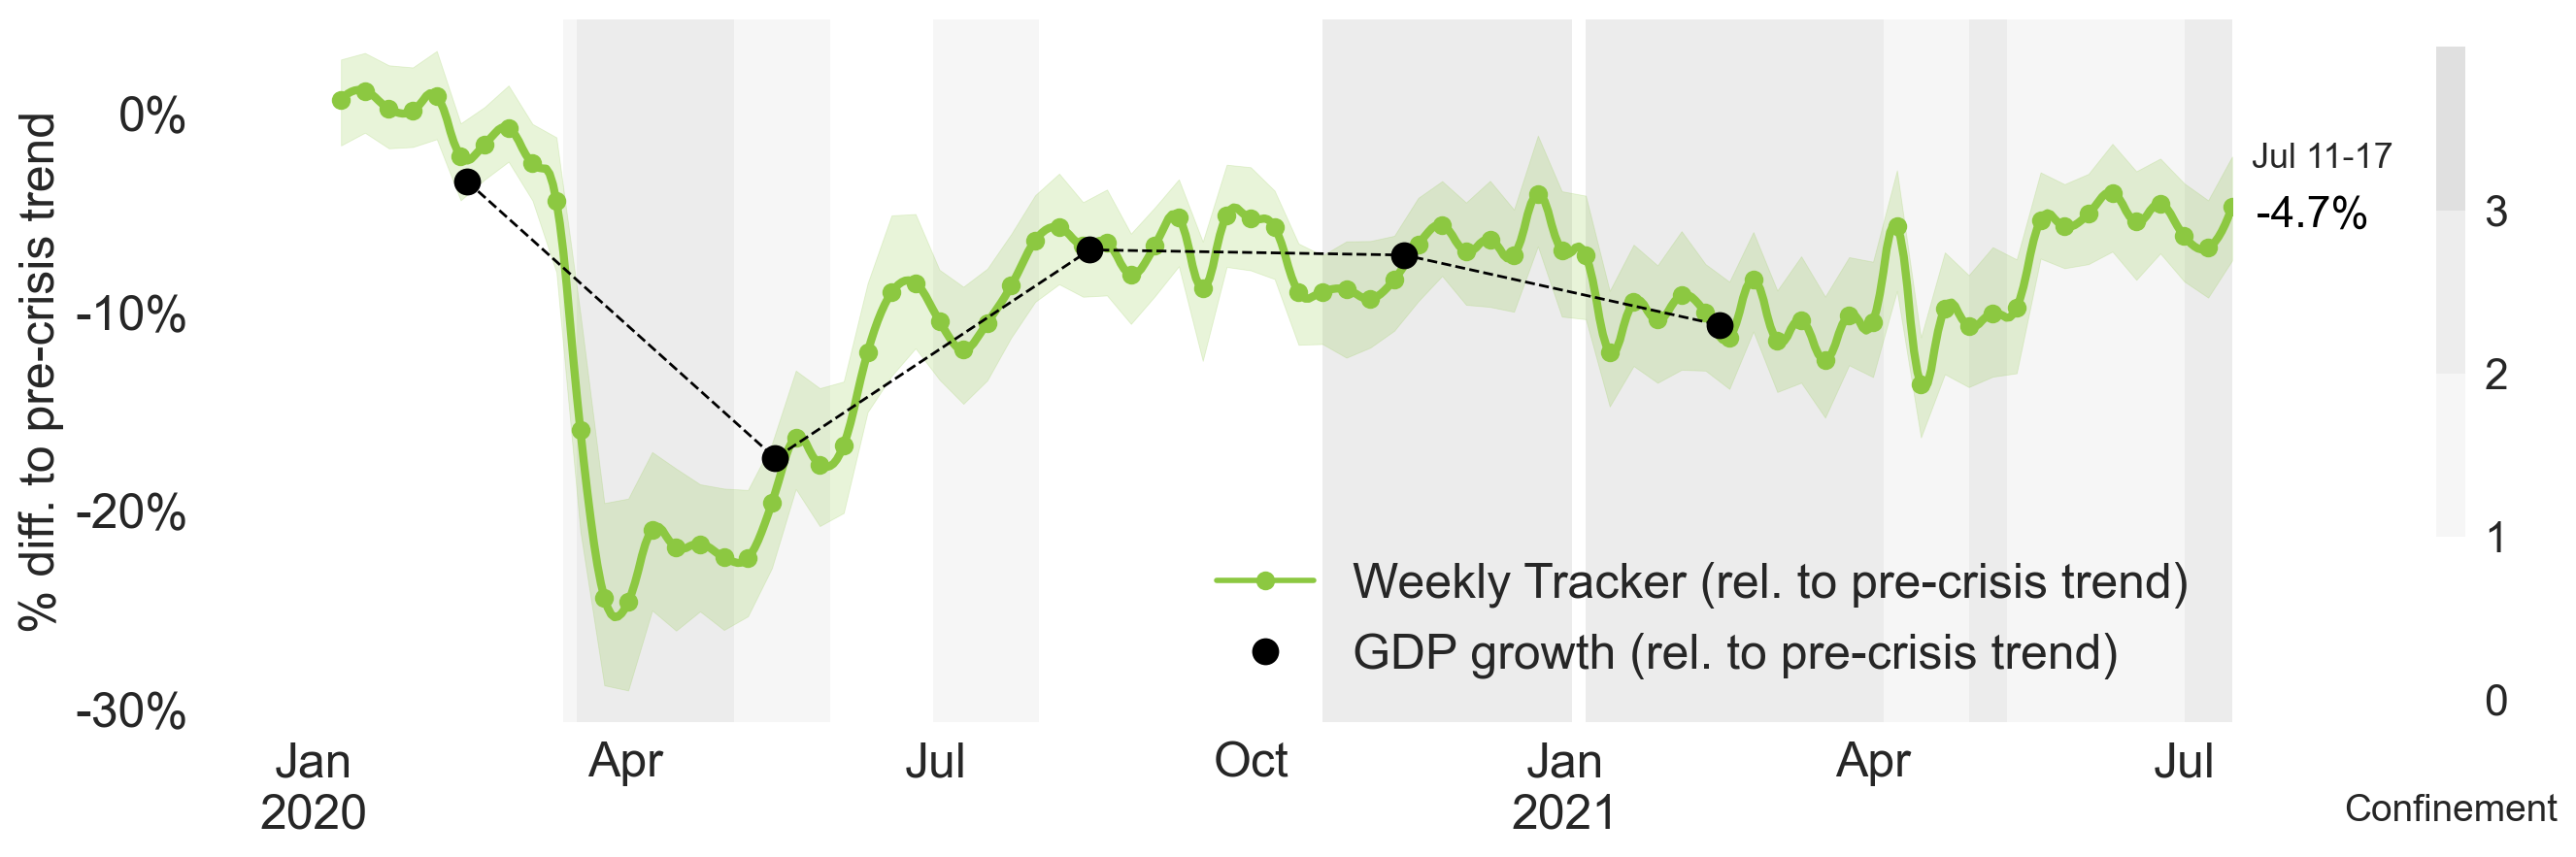 % diff. to pre-crisis trend
0%
-10%
-20%
-30%
Jan
2020
Apr
Jul
Oct
Jan
2021
Apr
Jul
Weekly Tracker (rel. to pre-crisis trend)
GDP growth (rel. to pre-crisis trend)
Jul 11-17
-4.7%
3
2
1
0
Confinement